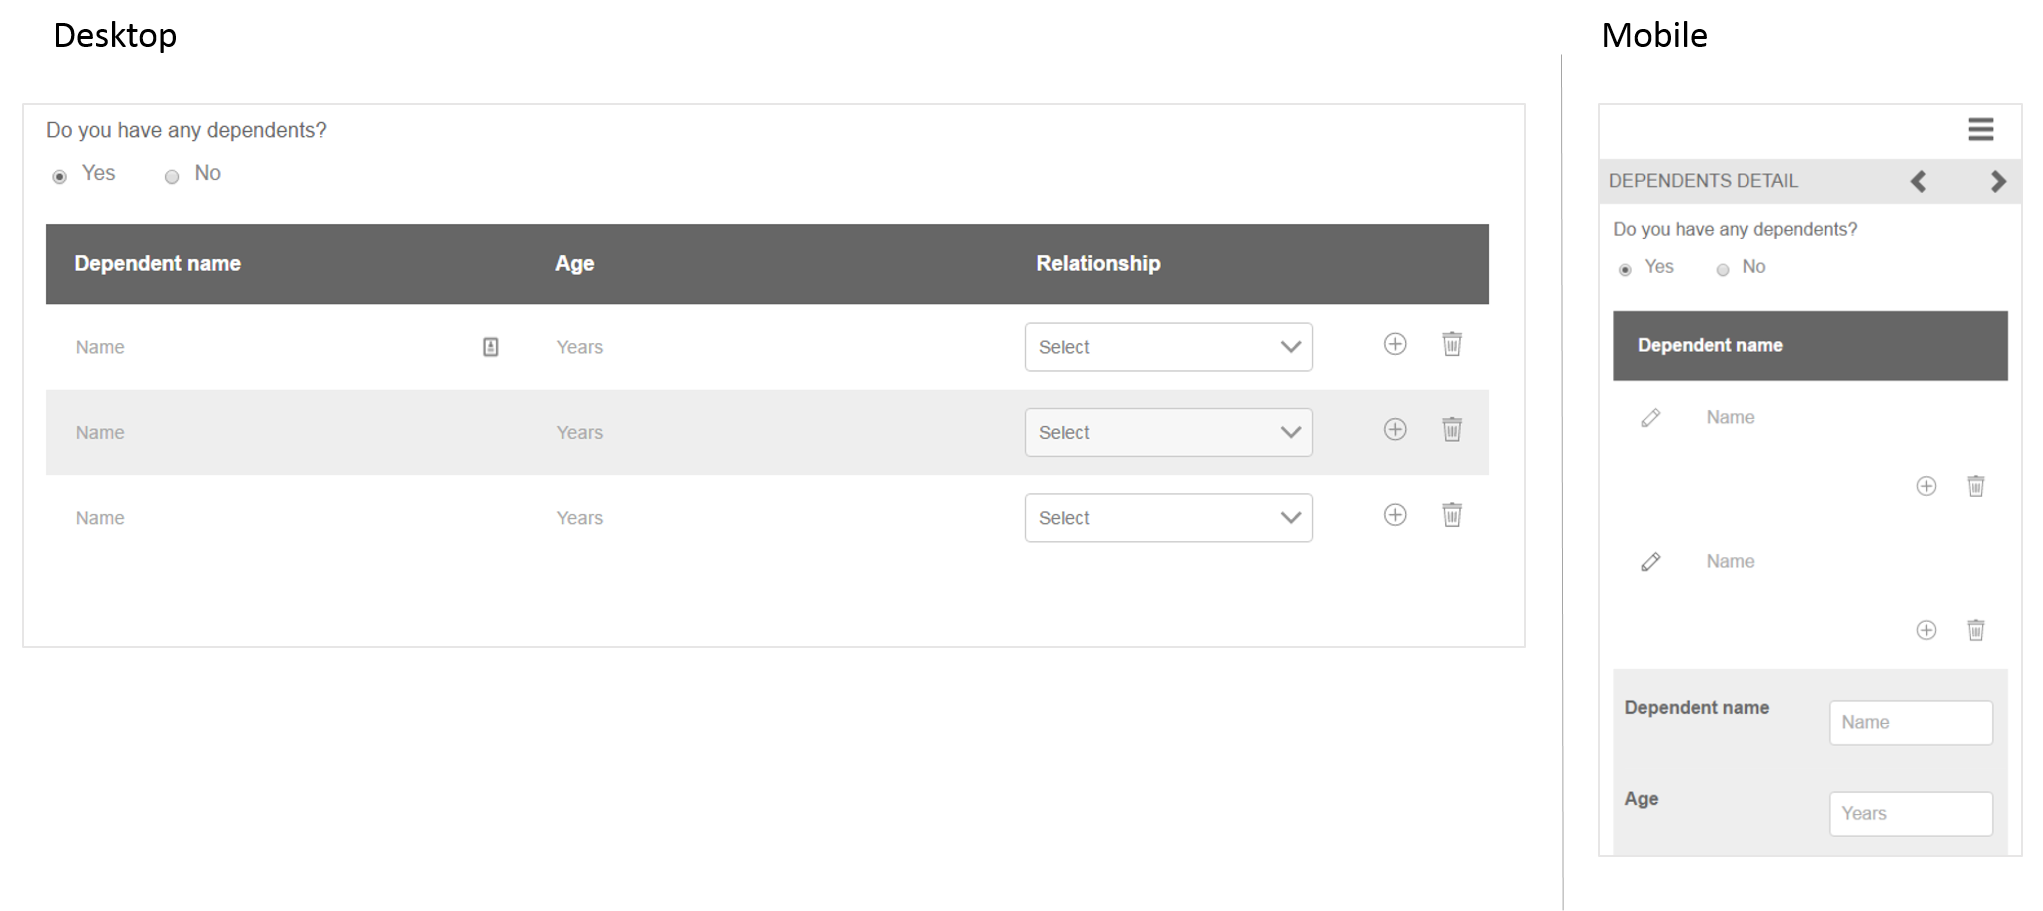 Desktop
Do you have any dependents?
Yes No
Dependent name Age Relationship
Name Years Select
Name Years Select
Name Years Select
Mobile
DEPENDENTS DETAIL
Do you have any dependents?
Yes No
Dependent name
Name
Name
Dependent name Name
Age Years